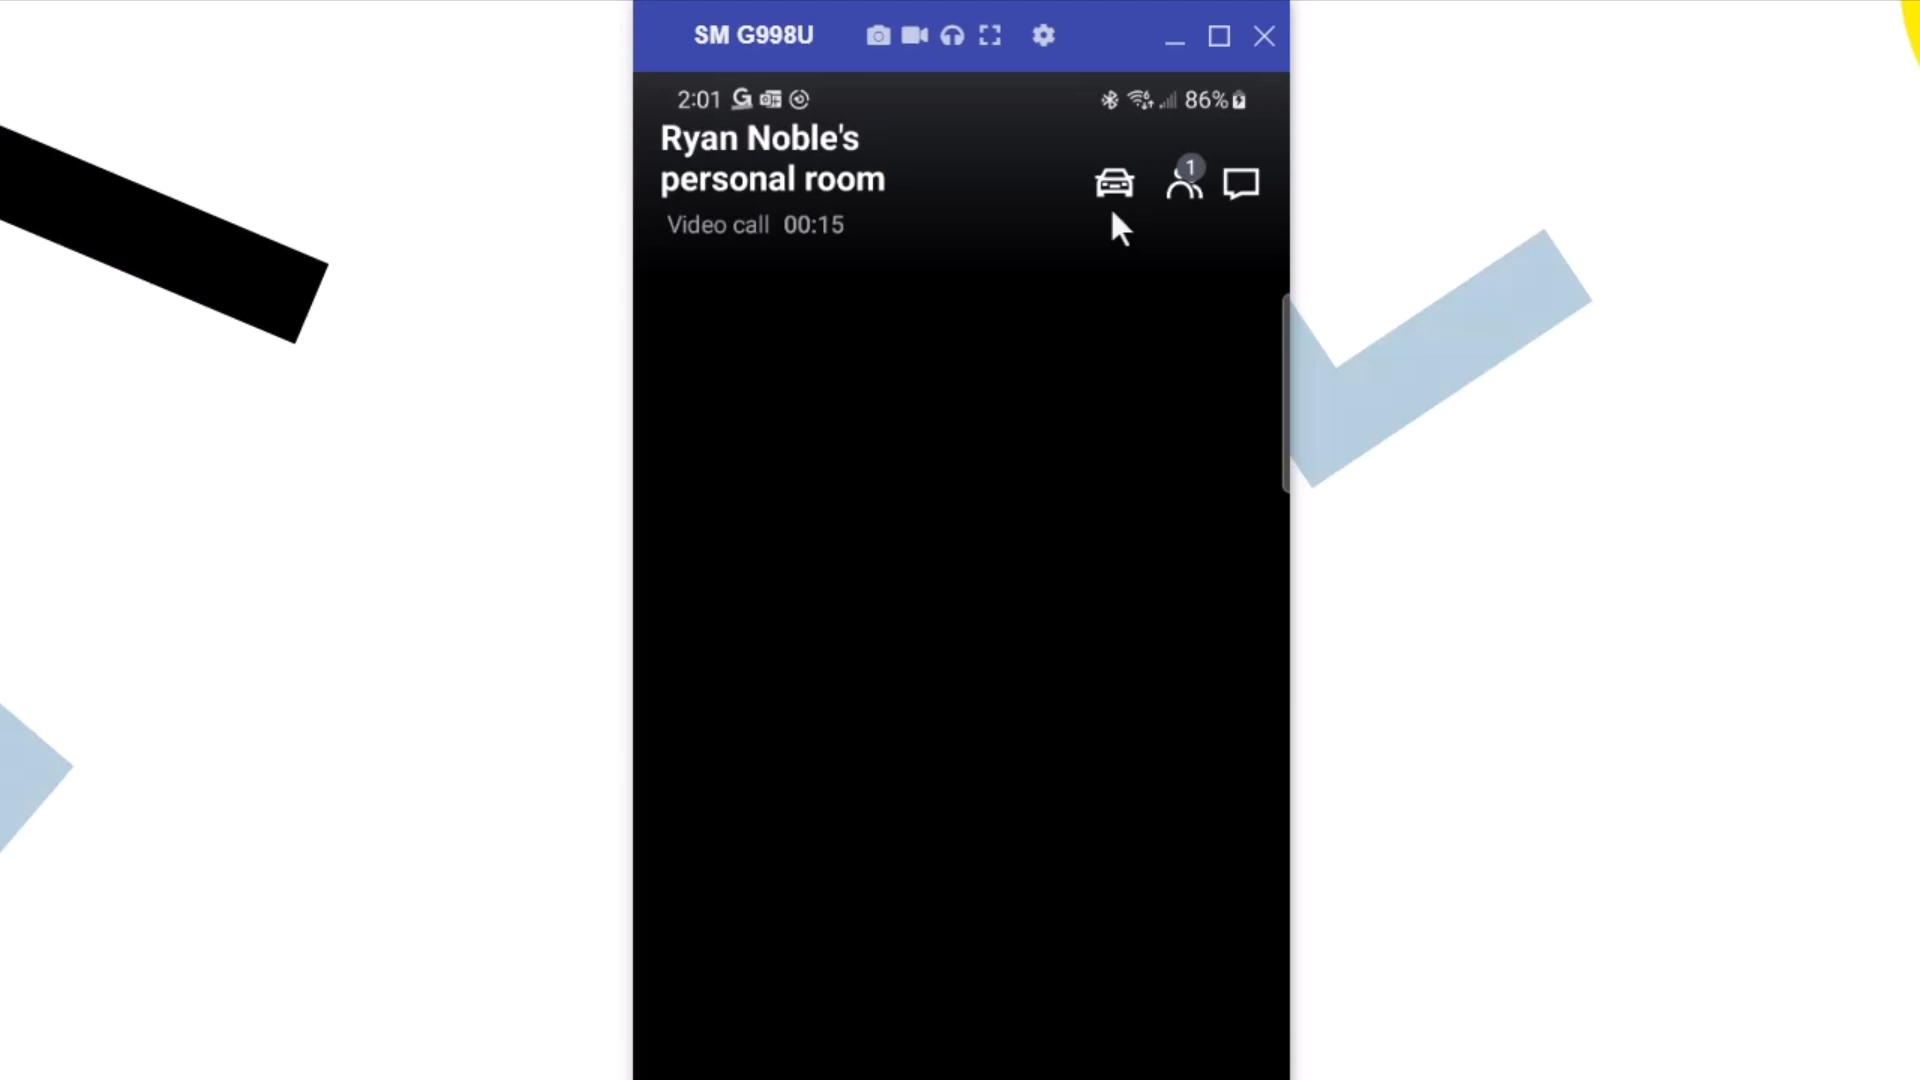 SM G998U
2:01 86%
Ryan Noble's
personal room
1
Video call 00:15